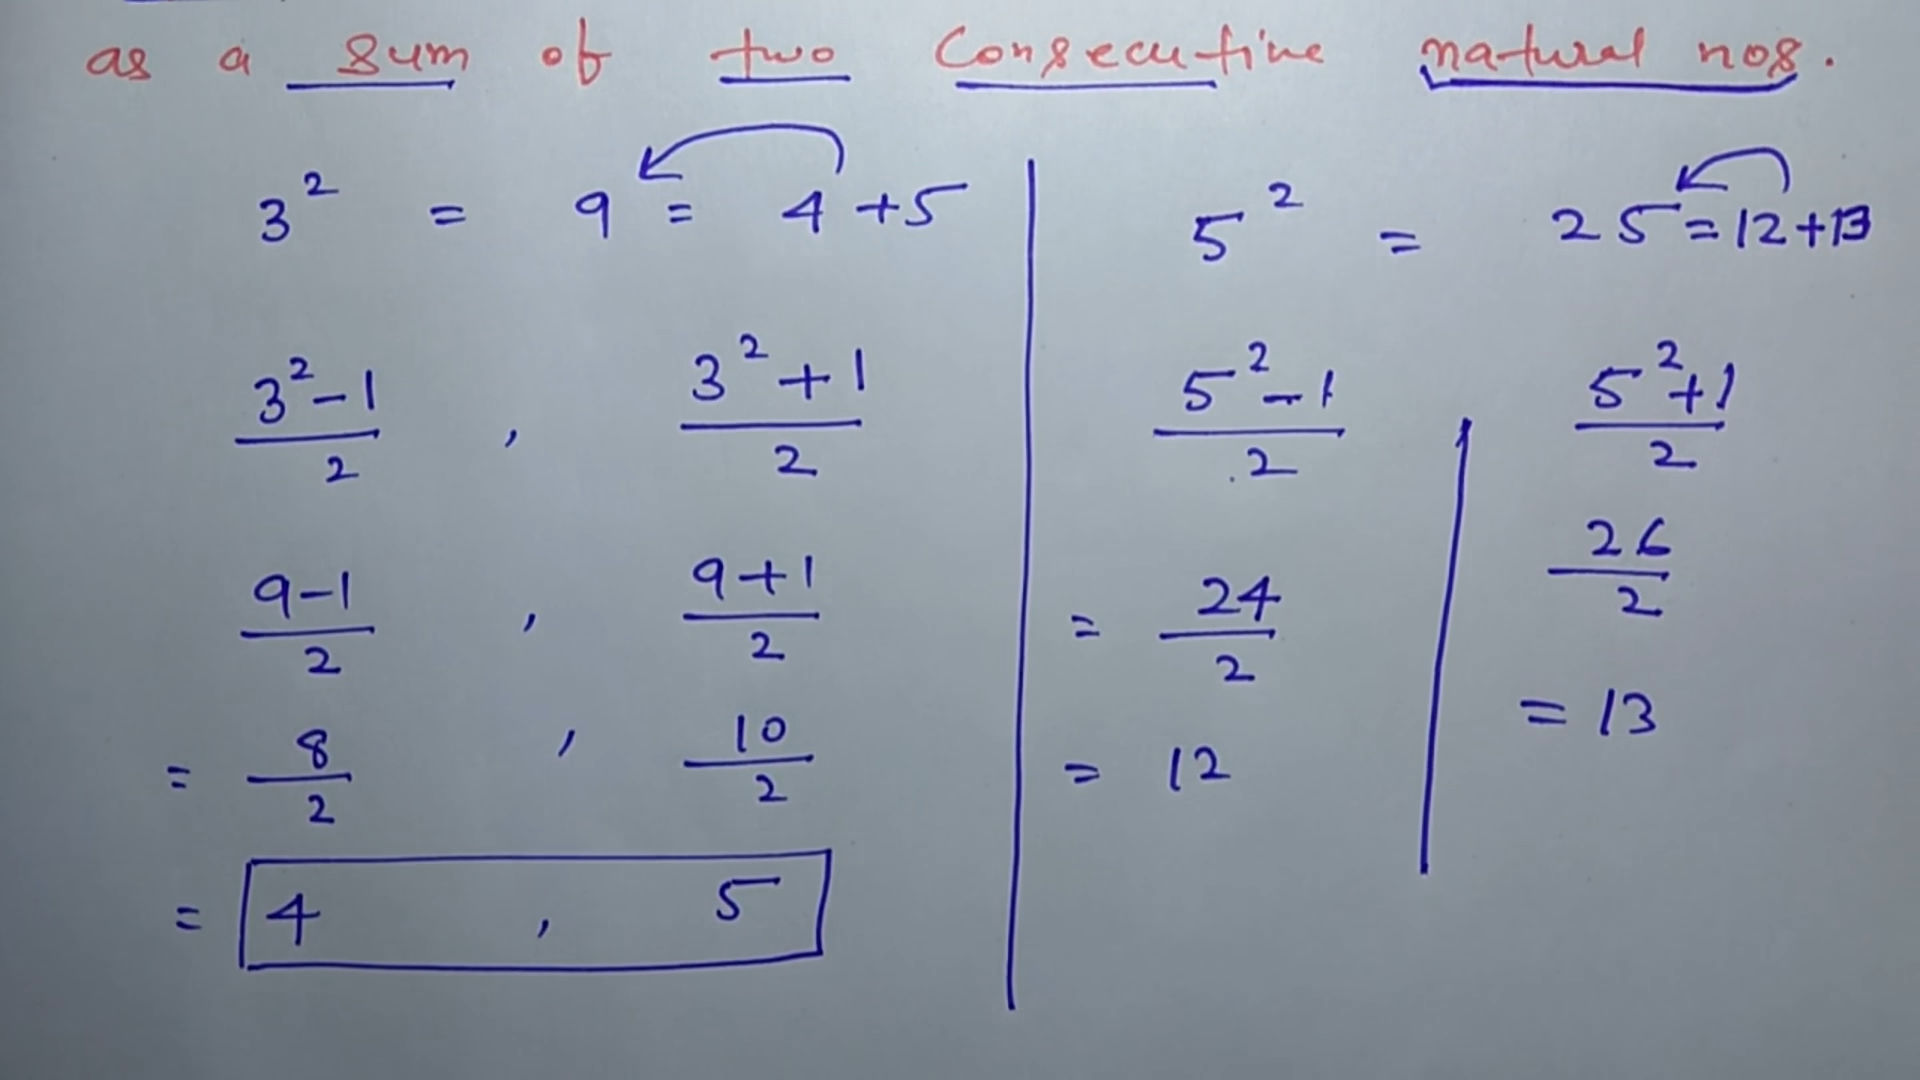 as a sum of two Consecutive natural nos.
3² = 9 = 4 + 5
3²-1/2 , 3²+1/2
9-1/2 , 9+1/2
= 8/2 , 10/2
= 4 , 5
5² = 25 = 12+13
5²-1/2
= 24/2
= 12
5²+1/2
26/2
= 13